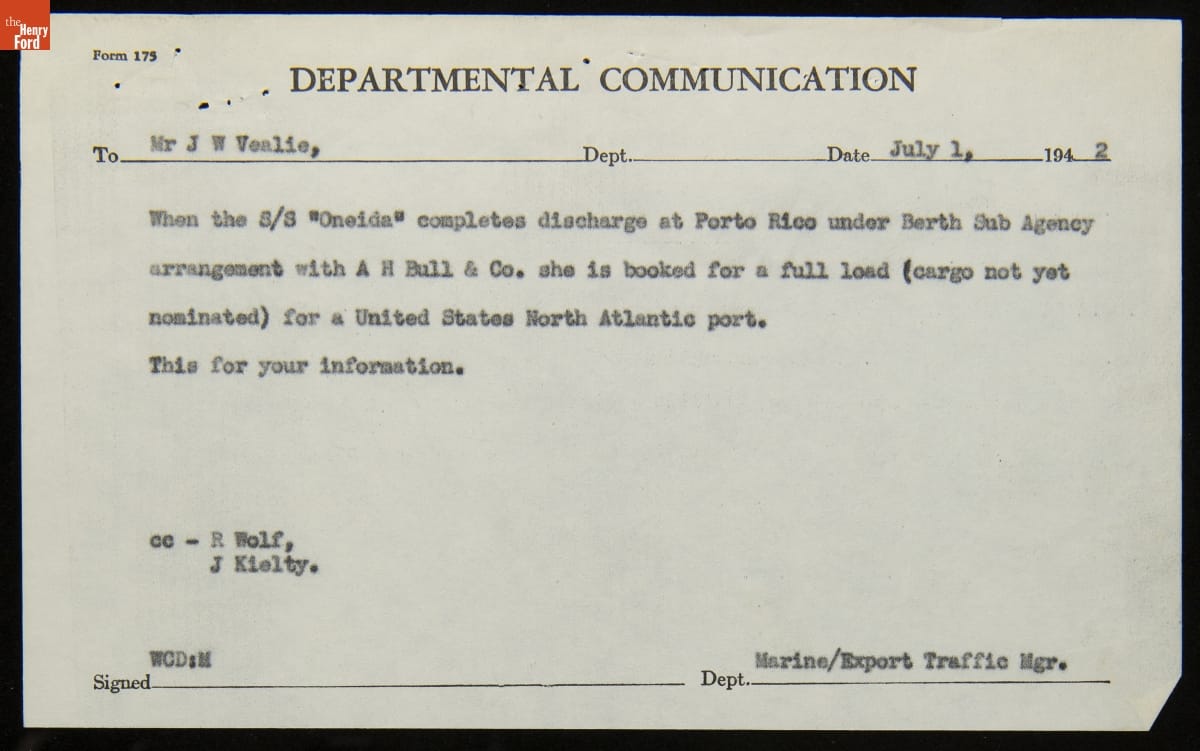 the
Henry
Ford
Form 175
DEPARTMENTAL COMMUNICATION
To Mr J W Vealie, Dept. Date July 1, 194 2
When the S/S "Oneida" completes discharge at Porto Rico under Berth Sub Agency
arrangement with A H Bull & Co. she is booked for a full load (cargo not yet
nominated) for a United States North Atlantic port.
This for your information.
cc - R Wolf,
J Kielty.
WCD:M Marine/Export Traffic Mgr.
Signed Dept.